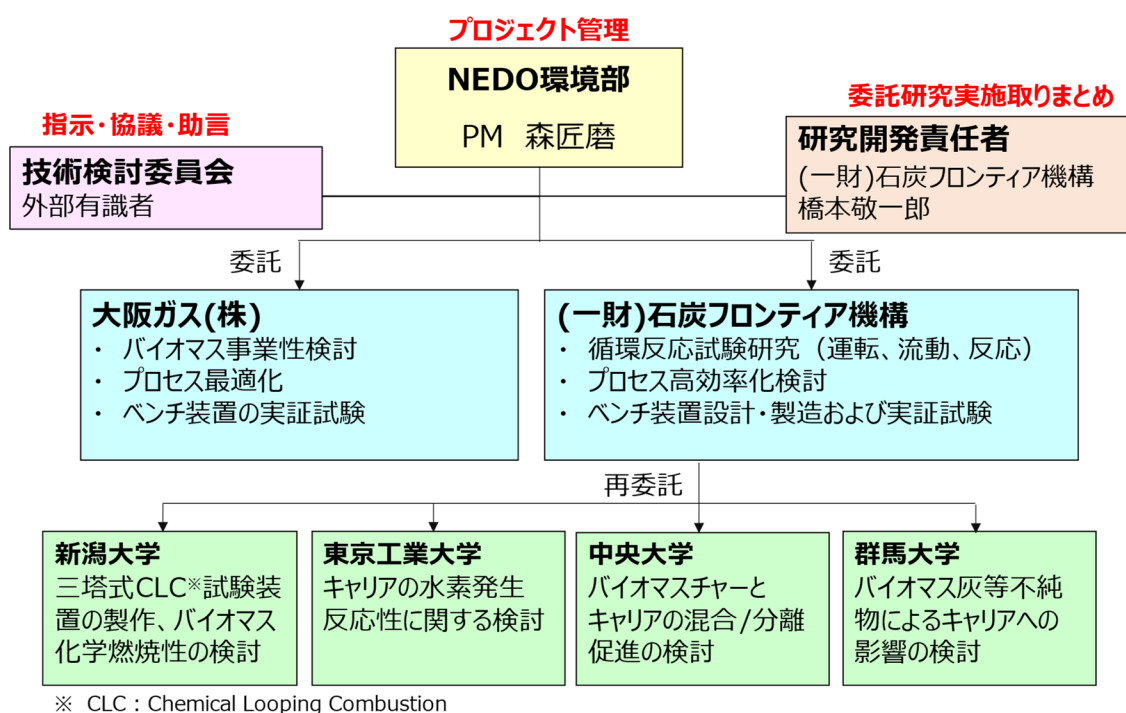 プロジェクト管理
NEDO環境部
PM 森匠磨
指示・協議・助言
技術検討委員会
外部有識者
委託研究実施取りまとめ
研究開発責任者
(一財)石炭フロンティア機構
橋本敬一郎
委託
委託
大阪ガス(株)
・ バイオマス事業性検討
・ プロセス最適化
・ ベンチ装置の実証試験
(一財)石炭フロンティア機構
・ 循環反応試験研究（運転、流動、反応）
・ プロセス高効率化検討
・ ベンチ装置設計・製造および実証試験
再委託
新潟大学
三塔式CLC※試験装
置の製作、バイオマス
化学燃焼性の検討
東京工業大学
キャリアの水素発生
反応性に関する検討
中央大学
バイオマスチャーと
キャリアの混合/分離
促進の検討
群馬大学
バイオマス灰等不純
物によるキャリアへの
影響の検討
※ CLC : Chemical Looping Combustion